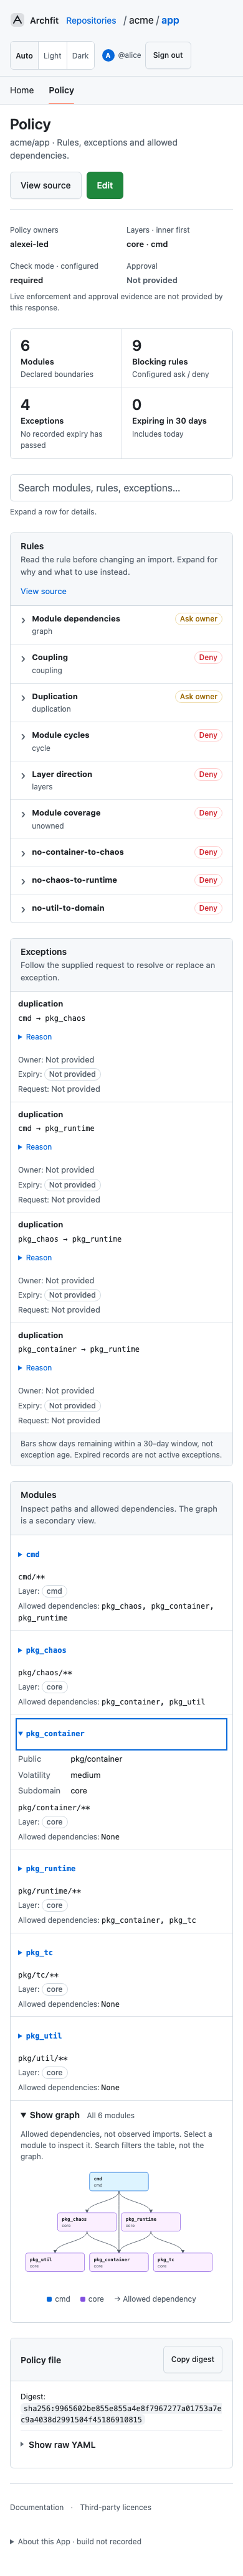 A Archfit Repositories / acme / app
Auto Light Dark A @alice Sign out
Home Policy
Policy
acme/app · Rules, exceptions and allowed
dependencies.
View source Edit
Policy owners Layers · inner first
alexei-led core · cmd
Check mode · configured Approval
required Not provided
Live enforcement and approval evidence are not provided by
this response.
6 9
Modules Blocking rules
Declared boundaries Configured ask / deny
4 0
Exceptions Expiring in 30 days
No recorded expiry has Includes today
passed
Search modules, rules, exceptions...
Expand a row for details.
Rules
Read the rule before changing an import. Expand for
why and what to use instead.
View source
Module dependencies Ask owner
graph
Coupling Deny
coupling
Duplication Ask owner
duplication
Module cycles Deny
cycle
Layer direction Deny
layers
Module coverage Deny
unowned
no-container-to-chaos Deny
no-chaos-to-runtime Deny
no-util-to-domain Deny
Exceptions
Follow the supplied request to resolve or replace an
exception.
duplication
cmd → pkg_chaos
Reason
Owner: Not provided
Expiry: Not provided
Request: Not provided
duplication
cmd → pkg_runtime
Reason
Owner: Not provided
Expiry: Not provided
Request: Not provided
duplication
pkg_chaos → pkg_runtime
Reason
Owner: Not provided
Expiry: Not provided
Request: Not provided
duplication
pkg_container → pkg_runtime
Reason
Owner: Not provided
Expiry: Not provided
Request: Not provided
Bars show days remaining within a 30-day window, not
exception age. Expired records are not active exceptions.
Modules
Inspect paths and allowed dependencies. The graph
is a secondary view.
cmd
cmd/**
Layer: cmd
Allowed dependencies: pkg_chaos, pkg_container,
pkg_runtime
pkg_chaos
pkg/chaos/**
Layer: core
Allowed dependencies: pkg_container, pkg_util
pkg_container
Public pkg/container
Volatility medium
Subdomain core
pkg/container/**
Layer: core
Allowed dependencies: None
pkg_runtime
pkg/runtime/**
Layer: core
Allowed dependencies: pkg_container, pkg_tc
pkg_tc
pkg/tc/**
Layer: core
Allowed dependencies: None
pkg_util
pkg/util/**
Layer: core
Allowed dependencies: None
Show graph All 6 modules
Allowed dependencies, not observed imports. Select a
module to inspect it. Search filters the table, not the
graph.
cmd
cmd
pkg_chaos pkg_runtime
core core
pkg_util pkg_container pkg_tc
core core core
cmd core → Allowed dependency
Policy file Copy digest
Digest:
sha256:9965602be855e855a4e8f7967277a01753a7e
c9a4038d2991504f45186910815
Show raw YAML
Documentation · Third-party licences
About this App · build not recorded